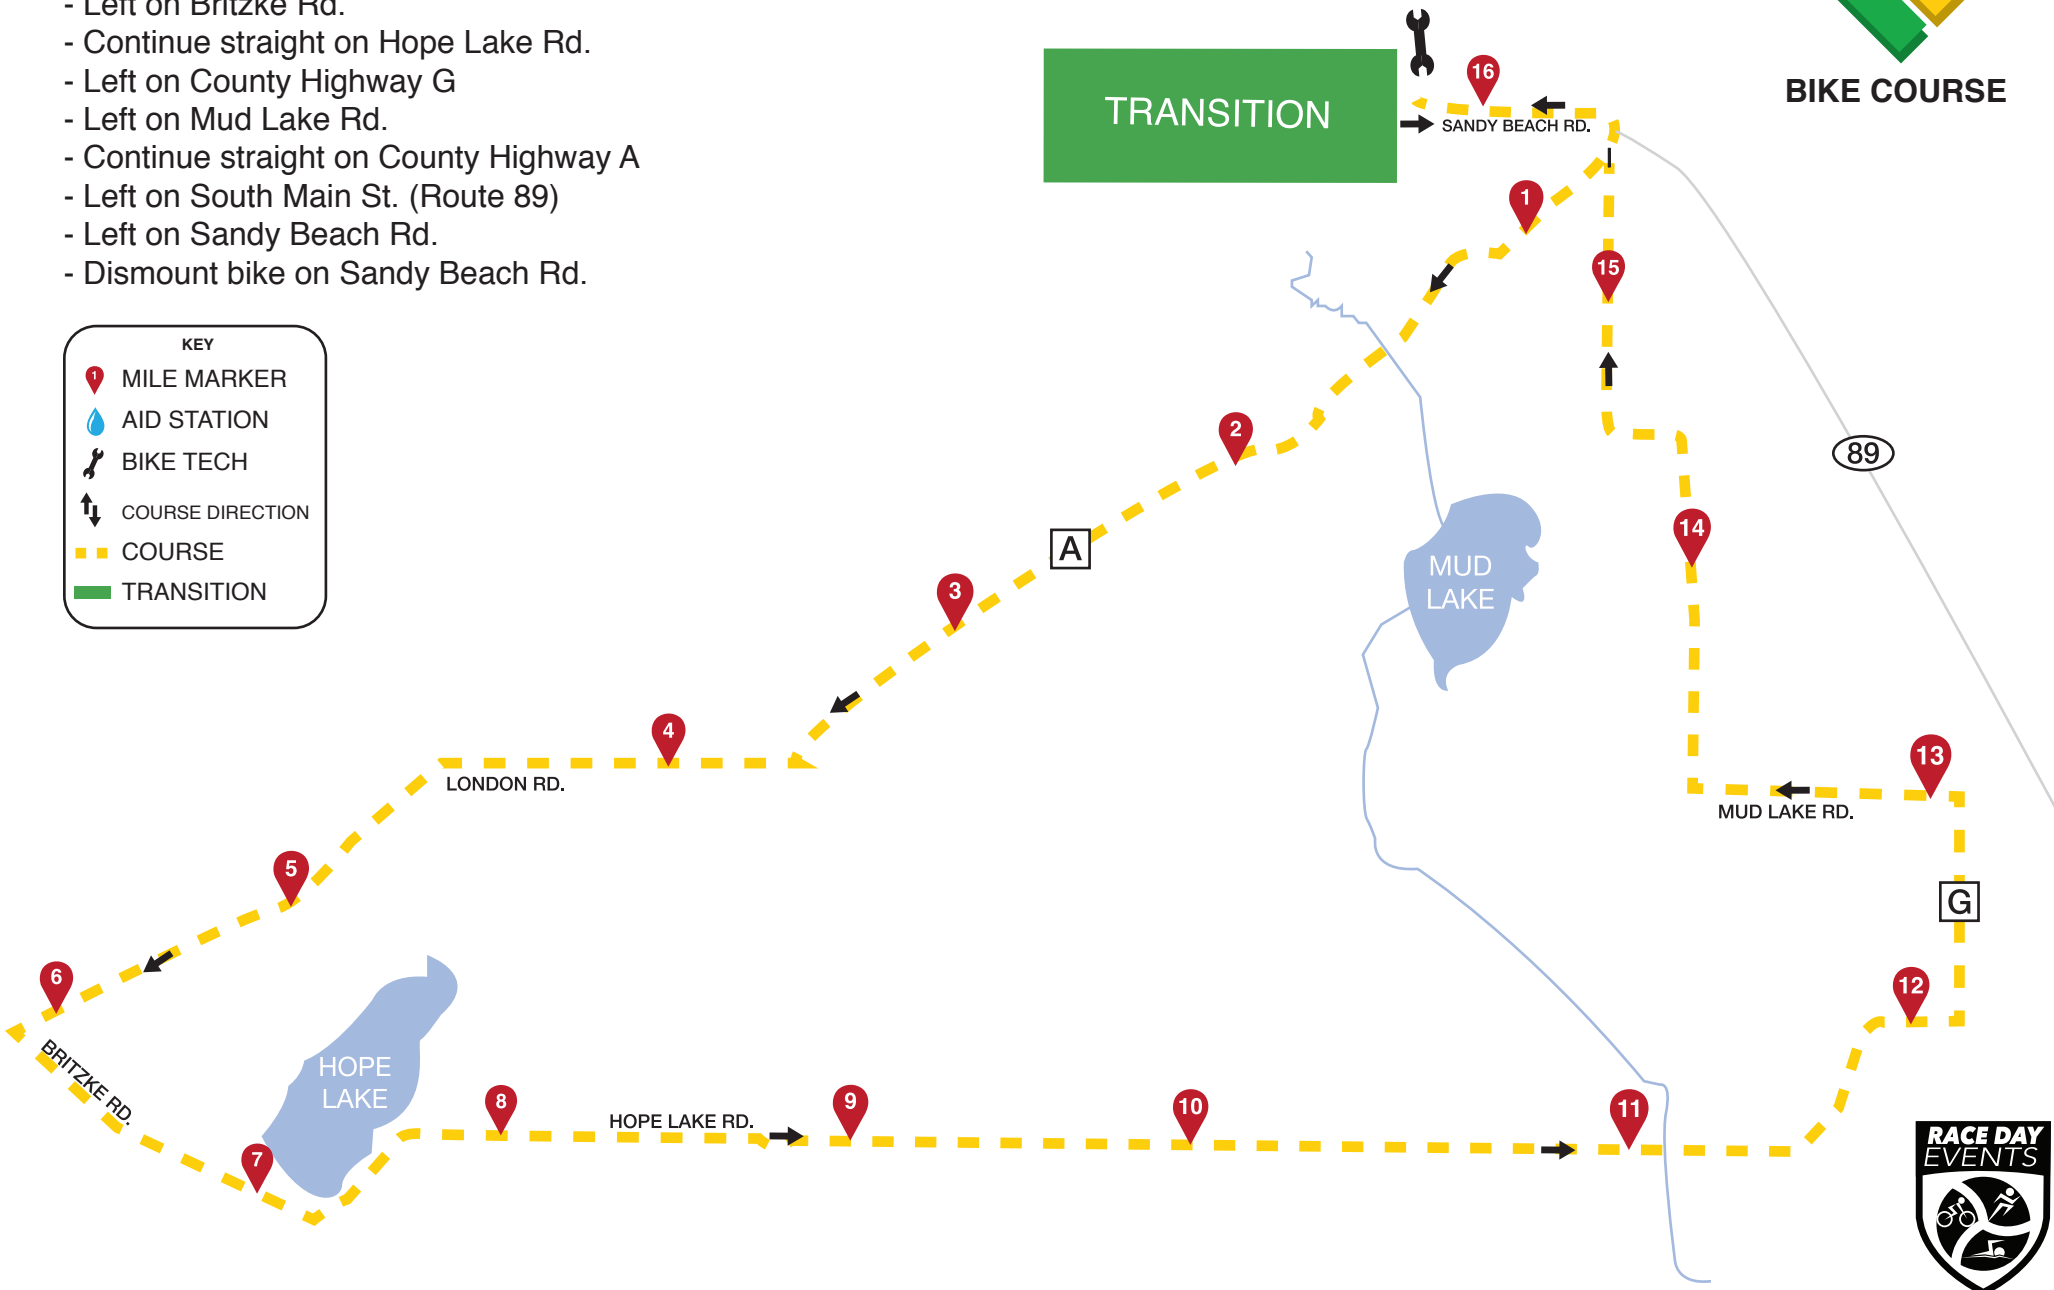 - Left on Britzke Rd.
- Continue straight on Hope Lake Rd.
- Left on County Highway G
- Left on Mud Lake Rd.
- Continue straight on County Highway A
- Left on South Main St. (Route 89)
- Left on Sandy Beach Rd.
- Dismount bike on Sandy Beach Rd.
BIKE COURSE
TRANSITION
16
SANDY BEACH RD.
1
15
KEY
1 MILE MARKER
AID STATION
BIKE TECH
COURSE DIRECTION
COURSE
TRANSITION
2
89
14
A
MUD
LAKE
3
4
LONDON RD.
13
MUD LAKE RD.
5
G
6
12
BRITZKE RD.
HOPE
LAKE
7
8
HOPE LAKE RD.
9
10
11
RACE DAY
EVENTS